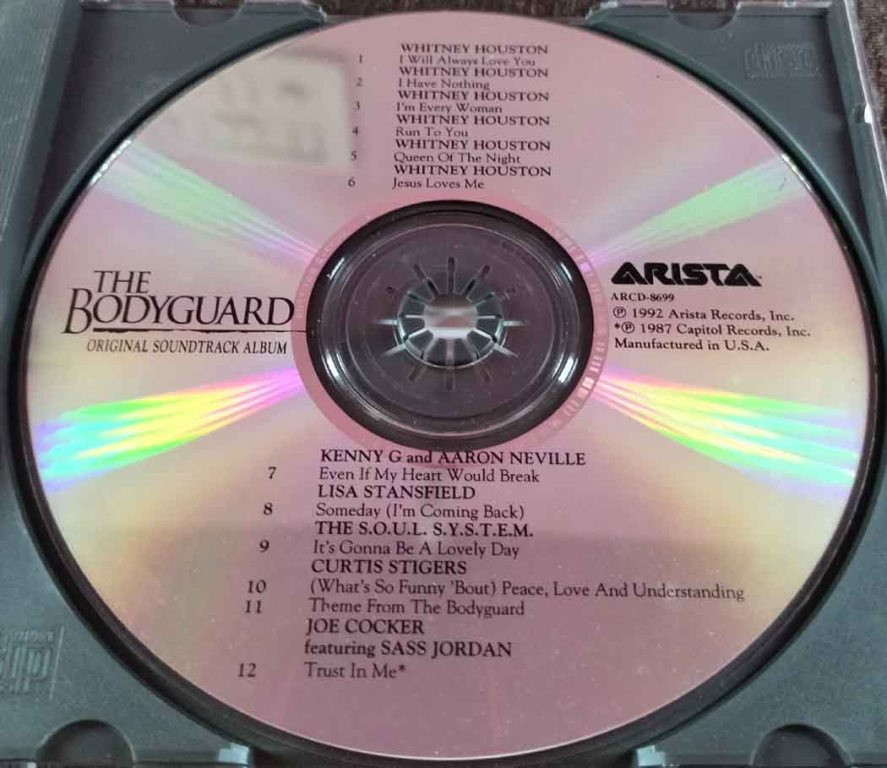 WHITNEY HOUSTON
1 I Will Always Love You
WHITNEY HOUSTON
2 I Have Nothing
WHITNEY HOUSTON
3 I'm Every Woman
WHITNEY HOUSTON
4 Run To You
WHITNEY HOUSTON
5 Queen Of The Night
WHITNEY HOUSTON
6 Jesus Loves Me
THE
BODYGUARD
ORIGINAL SOUNDTRACK ALBUM
ARISTA™
ARCD-8699
℗ 1992 Arista Records, Inc.
*℗ 1987 Capitol Records, Inc.
Manufactured in U.S.A.
KENNY G and AARON NEVILLE
7 Even If My Heart Would Break
LISA STANSFIELD
8 Someday (I'm Coming Back)
THE S.O.U.L. S.Y.S.T.E.M.
9 It's Gonna Be A Lovely Day
CURTIS STIGERS
10 (What's So Funny 'Bout) Peace, Love And Understanding
11 Theme From The Bodyguard
JOE COCKER
featuring SASS JORDAN
12 Trust In Me*